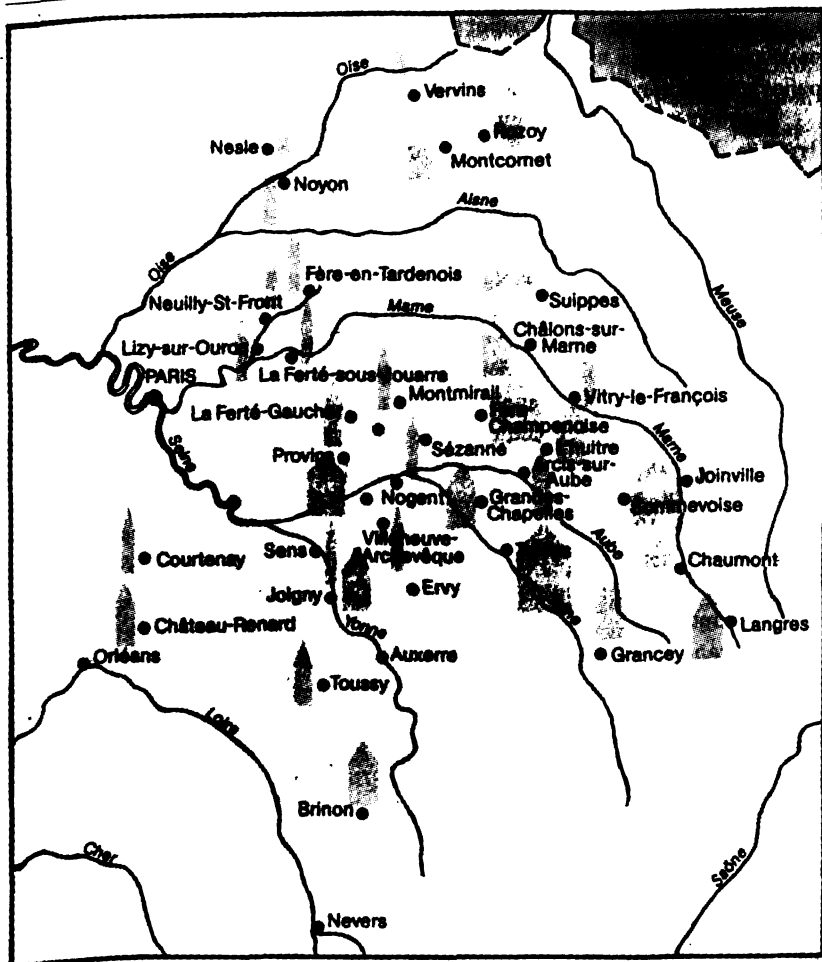 Oise
Vervins
Rozoy
Nesle
Montcornet
Noyon
Aisne
Oise
Fère-en-Tardenois
Neuilly-St-Front
Suippes
Meuse
Marne
Châlons-sur-
Marne
Lizy-sur-Ourcq
La Ferté-sous-Jouarre
PARIS
Montmirail
Vitry-le-François
La Ferté-Gaucher
Champenoise
Marne
Sézanne
Seine
Provins
Arcis-sur-
Aube
Joinville
Nogent
Grandes-
Chapelles
Sommevoise
Aube
Villeneuve-
Archevêque
Sens
Courtenay
Chaumont
Joigny
Ervy
Château-Renard
Yonne
Langres
Orléans
Auxerre
Grancey
Toussy
Loire
Brinon
Cher
Saône
Nevers